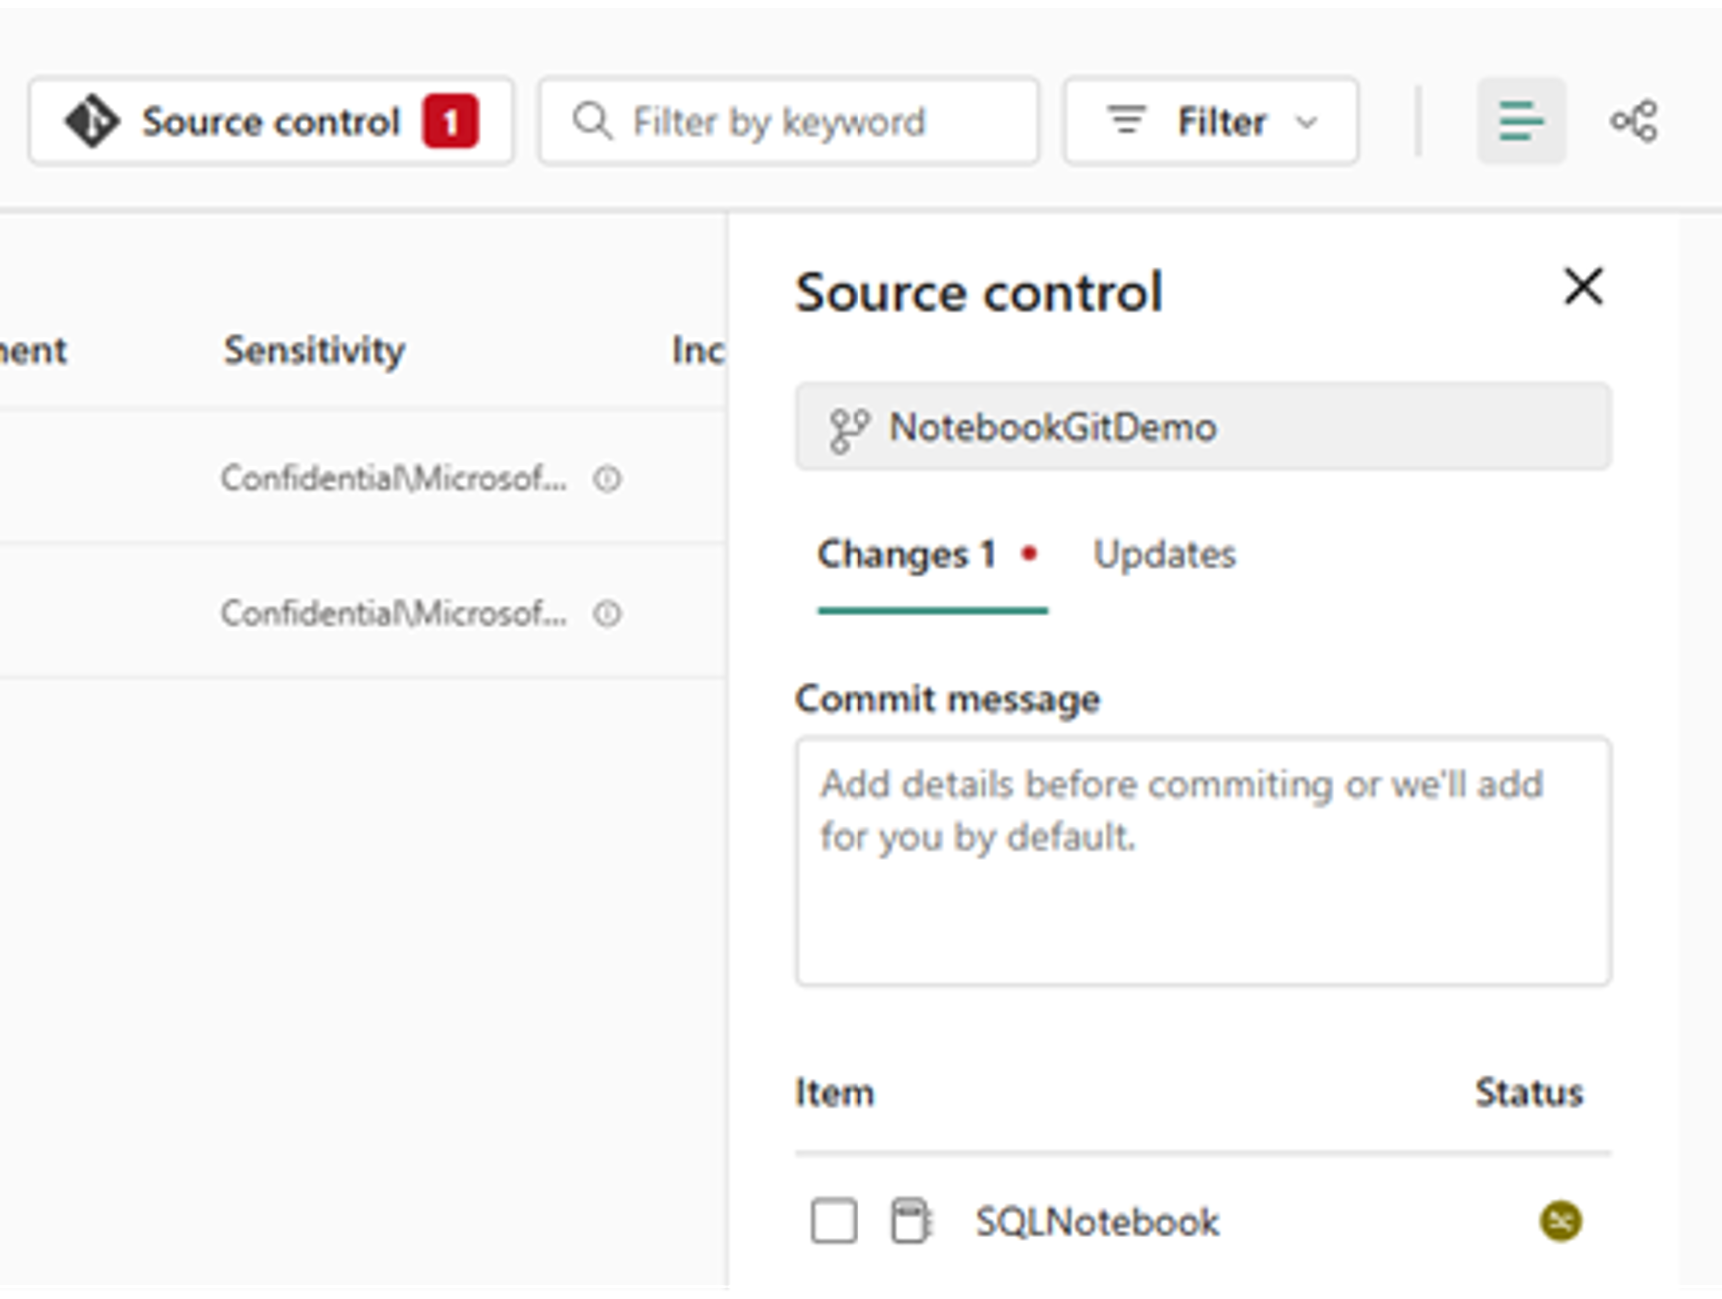 Source control 1
Filter by keyword
Filter
Source control
nent Sensitivity Inc
NotebookGitDemo
Confidential\Microsof...
Changes 1 Updates
Confidential\Microsof...
Commit message
Add details before commiting or we'll add
for you by default.
Item Status
SQLNotebook